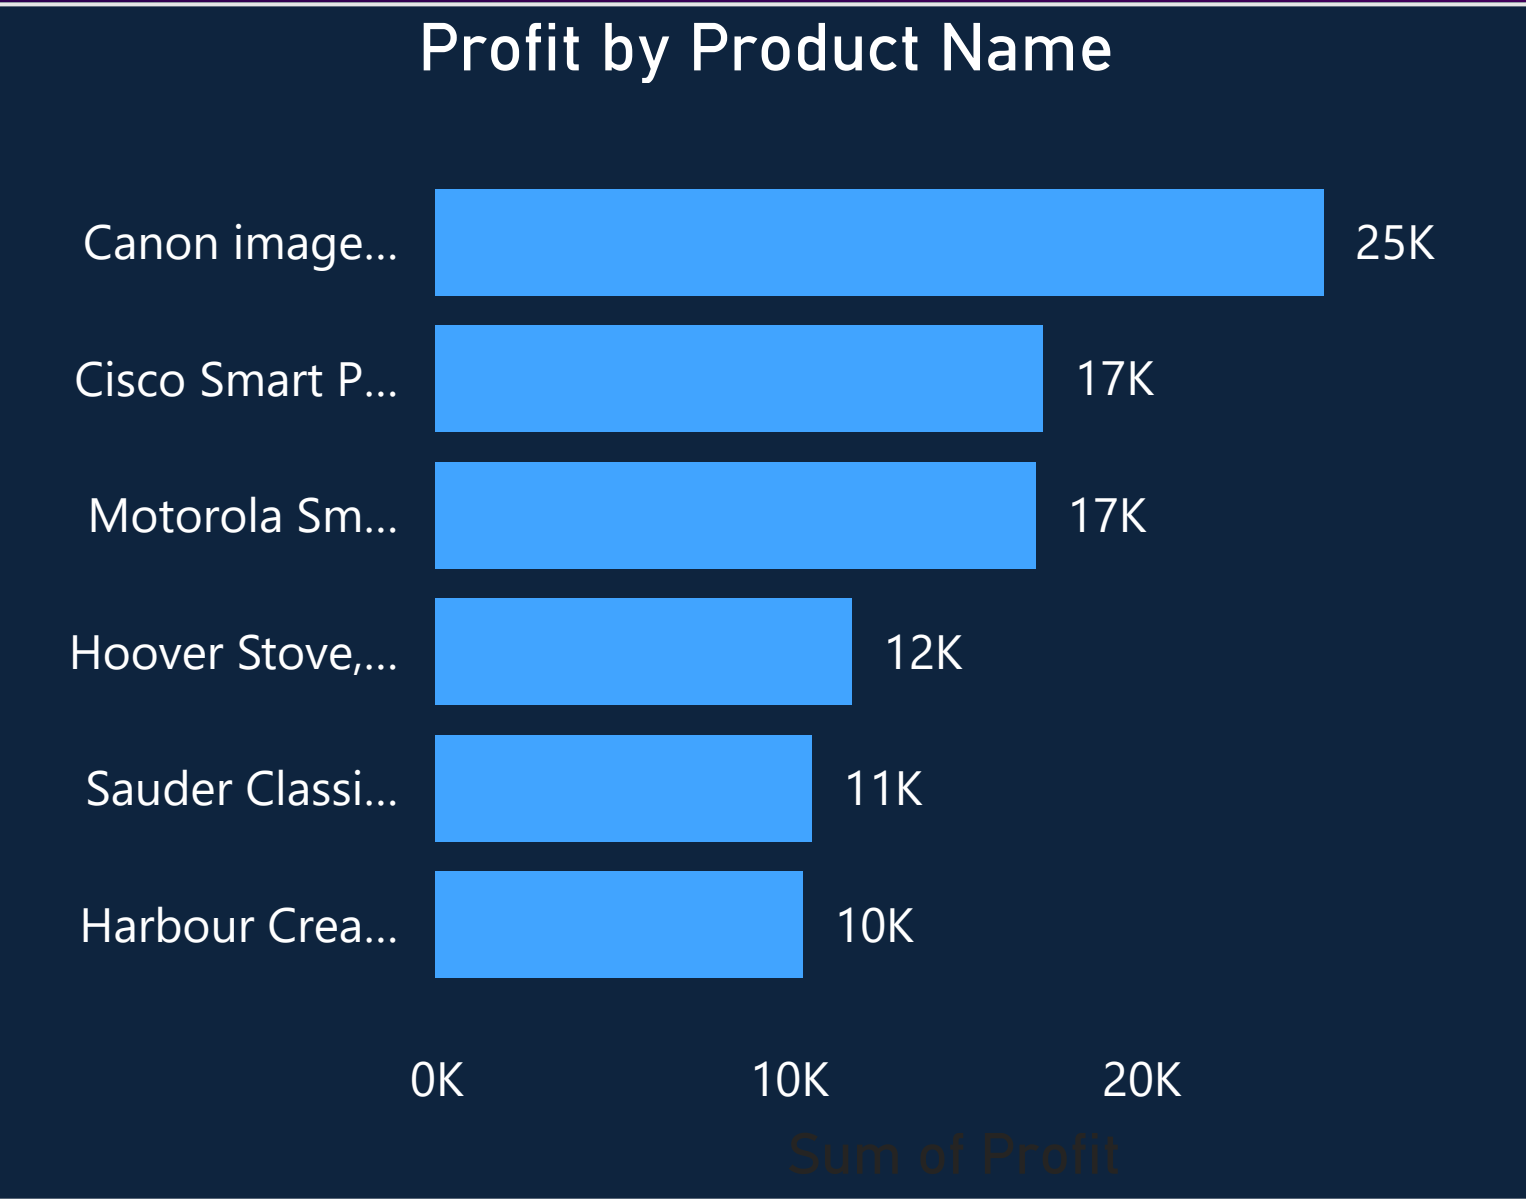 Profit by Product Name
Canon image... 25K
Cisco Smart P... 17K
Motorola Sm... 17K
Hoover Stove,... 12K
Sauder Classi... 11K
Harbour Crea... 10K
0K 10K 20K
Sum of Profit